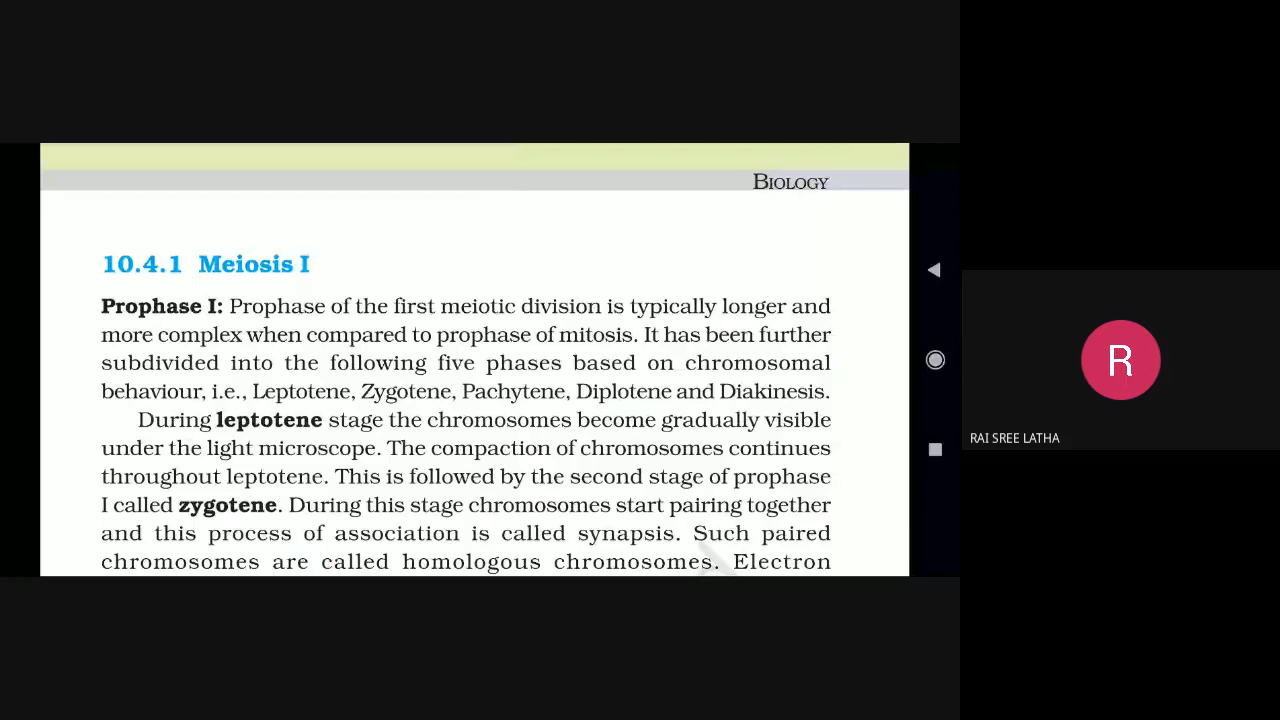 BIOLOGY
10.4.1 Meiosis I
Prophase I: Prophase of the first meiotic division is typically longer and
more complex when compared to prophase of mitosis. It has been further
subdivided into the following five phases based on chromosomal
behaviour, i.e., Leptotene, Zygotene, Pachytene, Diplotene and Diakinesis.
During leptotene stage the chromosomes become gradually visible
under the light microscope. The compaction of chromosomes continues
throughout leptotene. This is followed by the second stage of prophase
I called zygotene. During this stage chromosomes start pairing together
and this process of association is called synapsis. Such paired
chromosomes are called homologous chromosomes. Electron
R
RAI SREE LATHA